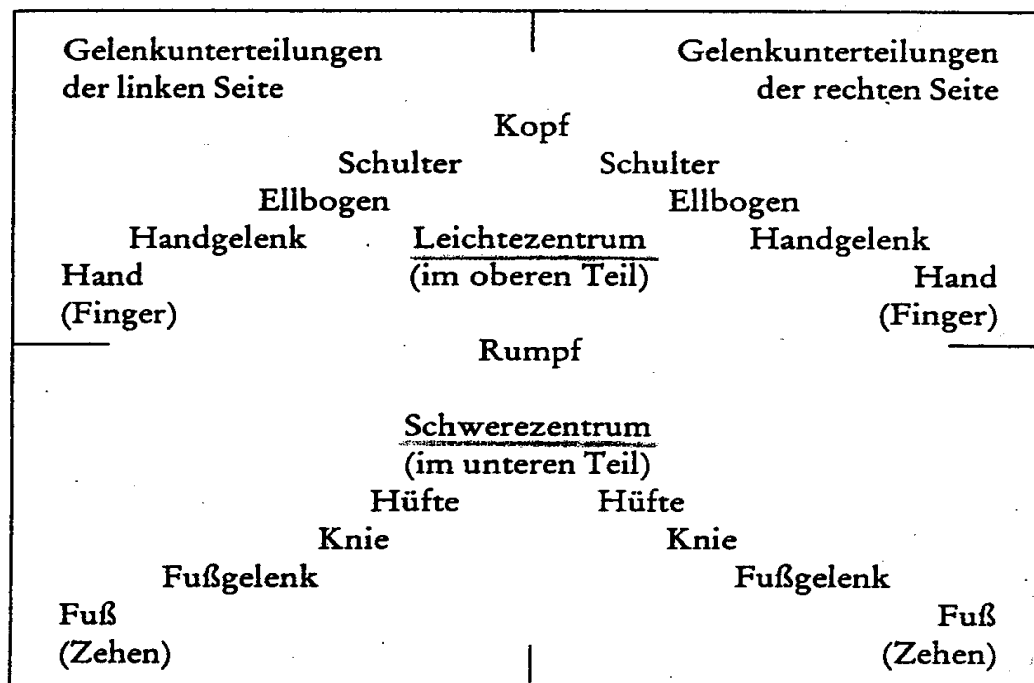 Gelenkunterteilungen Gelenkunterteilungen
der linken Seite der rechten Seite
Kopf
Schulter Schulter
Ellbogen Ellbogen
Handgelenk Leichtezentrum Handgelenk
Hand (im oberen Teil) Hand
(Finger) (Finger)
Rumpf
Schwerezentrum
(im unteren Teil)
Hüfte Hüfte
Knie Knie
Fußgelenk Fußgelenk
Fuß Fuß
(Zehen) (Zehen)